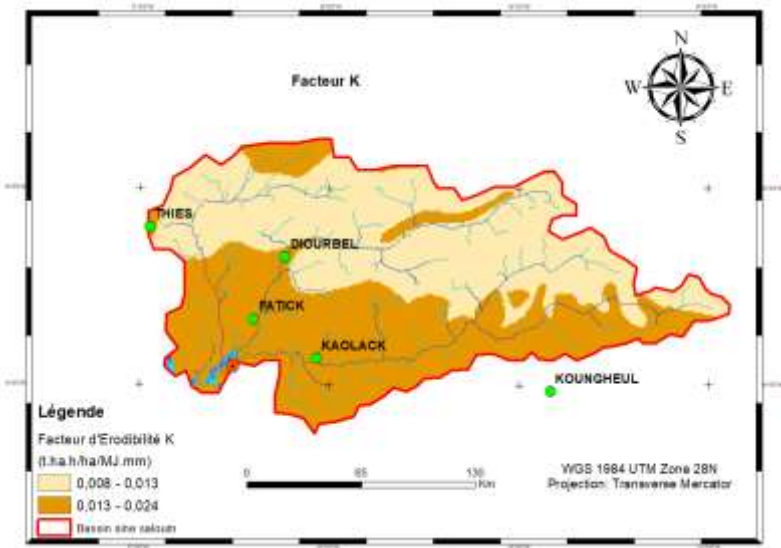 Facteur K
N
W
E
S
THIES
DIOURBEL
FATICK
KAOLACK
KOUNGHEUL
Légende
Facteur d'Erodibilité K
(t.ha.h/ha/MJ.mm)
0,008 - 0,013
0,013 - 0,024
Bassin sine saloum
0 65 130
Km
WGS 1984 UTM Zone 28N
Projection: Transverse Mercator